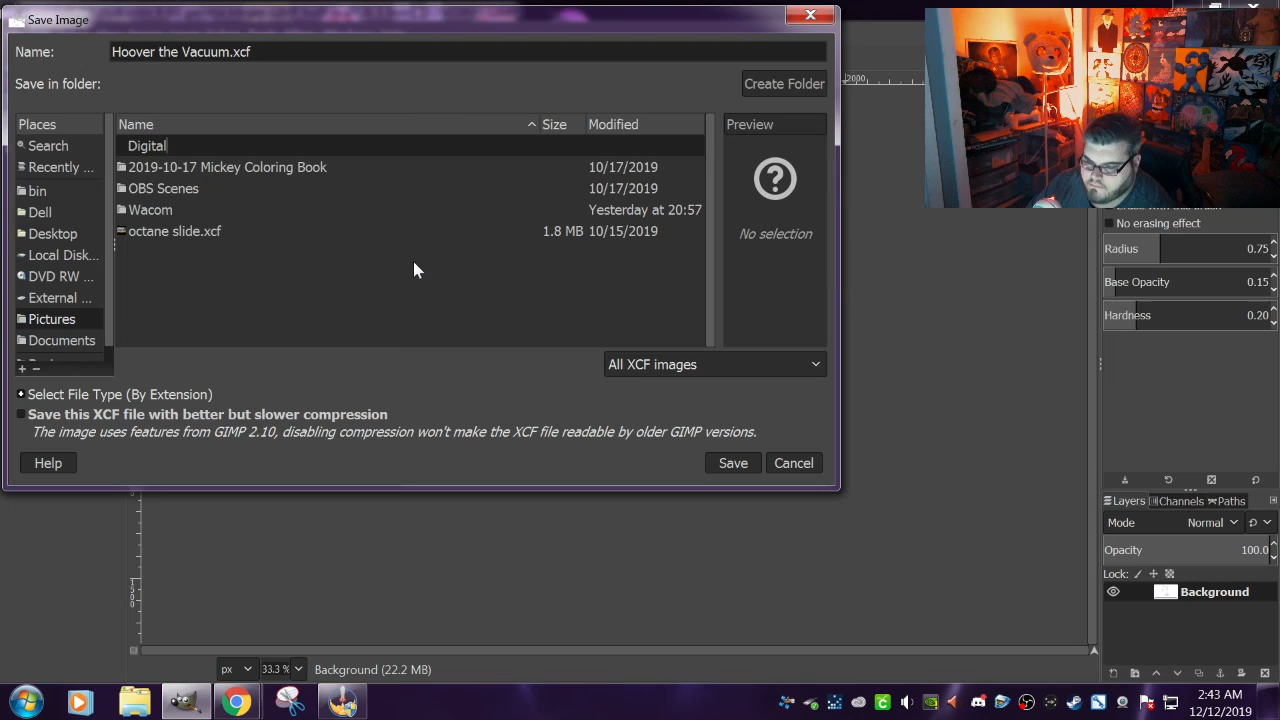 Save Image
Name: Hoover the Vacuum.xcf
Save in folder:
Create Folder
2000
Places
Name Size Modified
Preview
Search
Digital
Recently ...
2019-10-17 Mickey Coloring Book 10/17/2019
bin
OBS Scenes 10/17/2019
Dell
Wacom Yesterday at 20:57
Desktop
octane slide.xcf 1.8 MB 10/15/2019
No selection
Local Disk...
DVD RW ...
External ...
Pictures
Documents
All XCF images
Select File Type (By Extension)
Save this XCF file with better but slower compression
The image uses features from GIMP 2.10, disabling compression won't make the XCF file readable by older GIMP versions.
Help
Save
Cancel
No erasing effect
Radius 0.75
Base Opacity 0.15
Hardness 0.20
Layers Channels Paths
Mode Normal
Opacity 100.0
Lock:
Background
1500
px 33.3 % Background (22.2 MB)
2:43 AM
12/12/2019